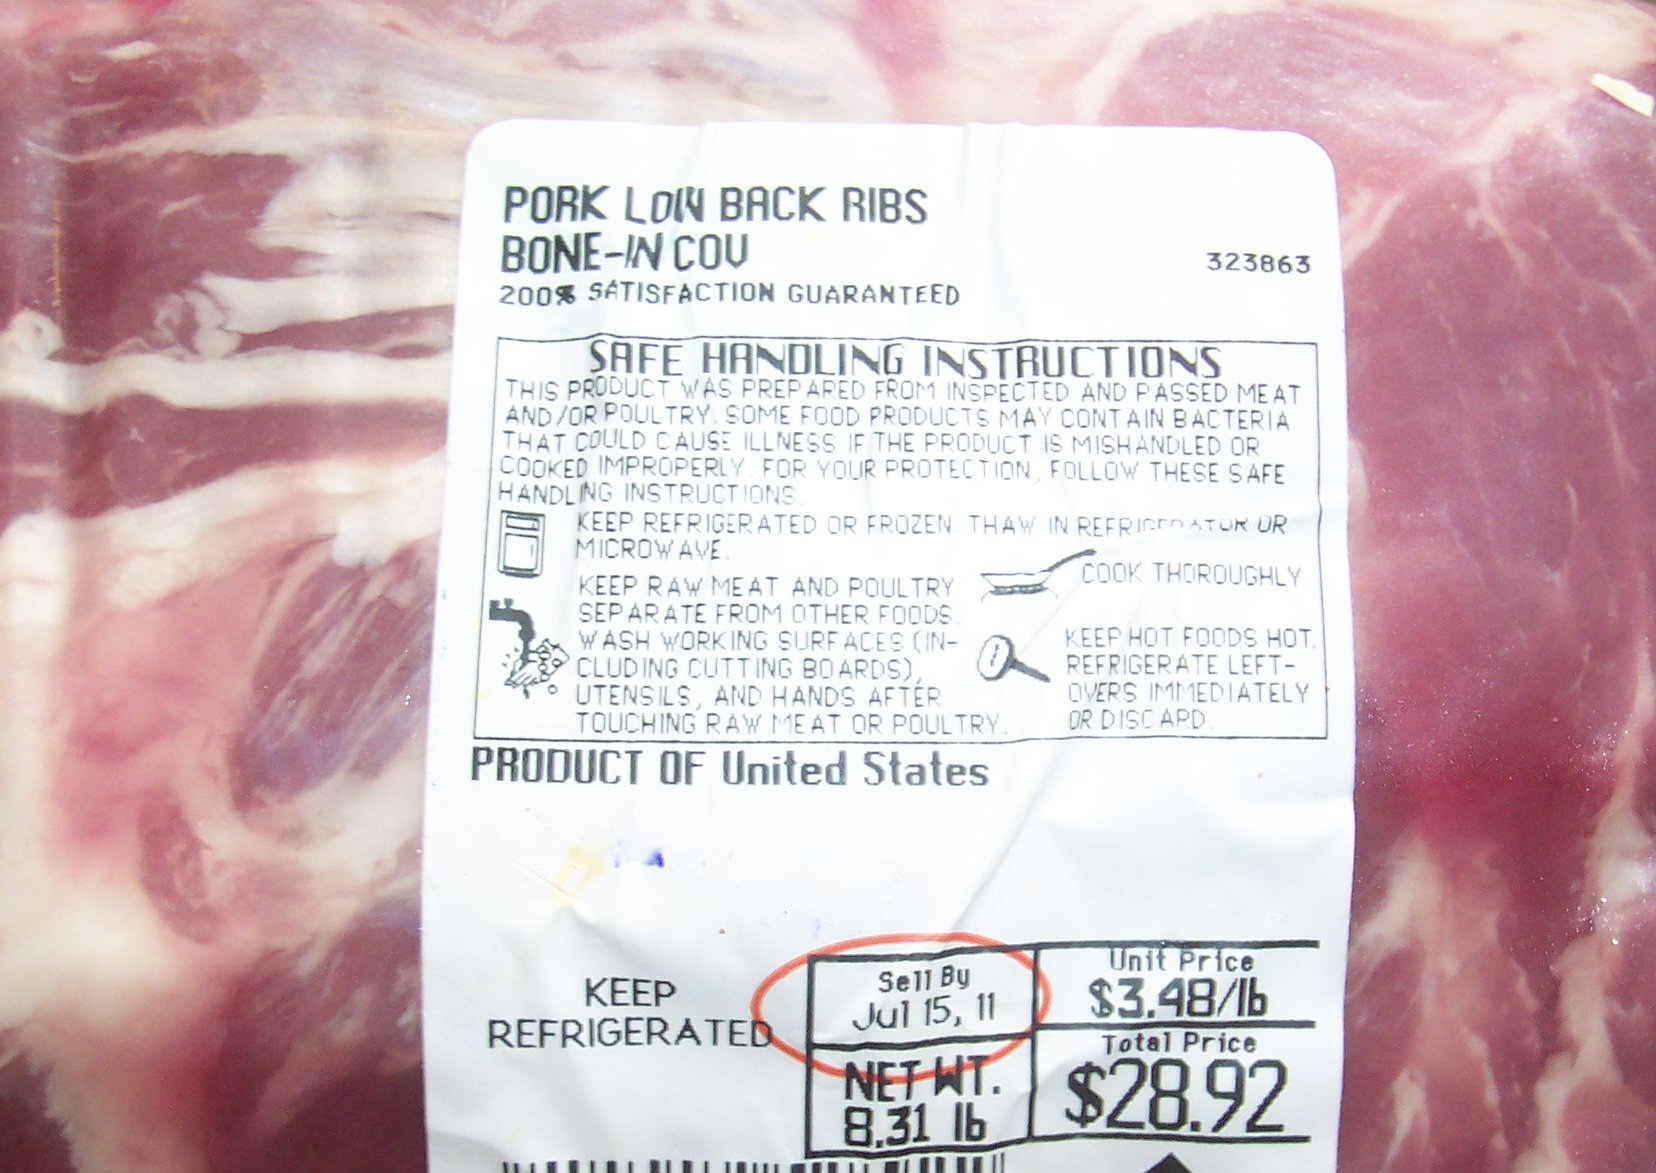 PORK LOIN BACK RIBS
BONE-IN COV
323863
200% SATISFACTION GUARANTEED
SAFE HANDLING INSTRUCTIONS
THIS PRODUCT WAS PREPARED FROM INSPECTED AND PASSED MEAT
AND/OR POULTRY. SOME FOOD PRODUCTS MAY CONTAIN BACTERIA
THAT COULD CAUSE ILLNESS IF THE PRODUCT IS MISHANDLED OR
COOKED IMPROPERLY. FOR YOUR PROTECTION, FOLLOW THESE SAFE
HANDLING INSTRUCTIONS.
KEEP REFRIGERATED OR FROZEN. THAW IN REFRIGERATOR OR
MICROWAVE.
KEEP RAW MEAT AND POULTRY
SEPARATE FROM OTHER FOODS.
WASH WORKING SURFACES (IN-
CLUDING CUTTING BOARDS),
UTENSILS, AND HANDS AFTER
TOUCHING RAW MEAT OR POULTRY.
COOK THOROUGHLY
KEEP HOT FOODS HOT.
REFRIGERATE LEFT-
OVERS IMMEDIATELY
OR DISCARD.
PRODUCT OF United States
KEEP
REFRIGERATED
Sell By
Jul 15, 11
NET WT.
8.31 lb
Unit Price
$3.48/lb
Total Price
$28.92